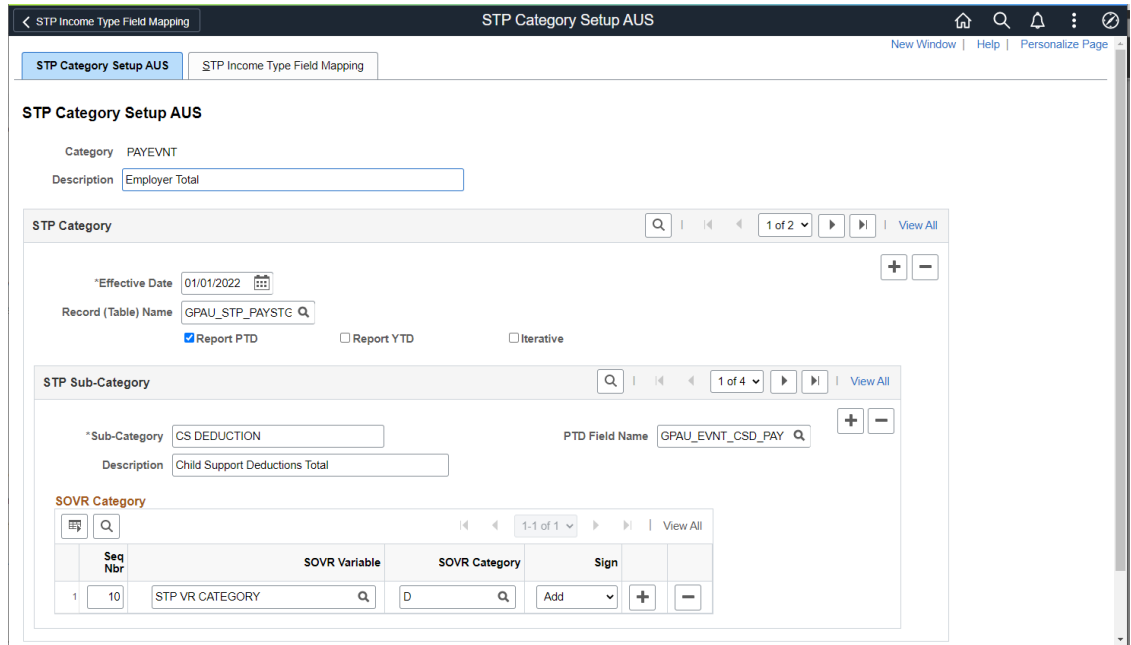 STP Income Type Field Mapping
STP Category Setup AUS
New Window | Help | Personalize Page
STP Category Setup AUS
STP Income Type Field Mapping
STP Category Setup AUS
Category PAYEVNT
Description Employer Total
STP Category
1 of 2
View All
*Effective Date 01/01/2022
Record (Table) Name GPAU_STP_PAYSTG
Report PTD
Report YTD
Iterative
STP Sub-Category
1 of 4
View All
*Sub-Category CS DEDUCTION
PTD Field Name GPAU_EVNT_CSD_PAY
Description Child Support Deductions Total
SOVR Category
1-1 of 1
View All
Seq Nbr
SOVR Variable
SOVR Category
Sign
1 10 STP VR CATEGORY D Add